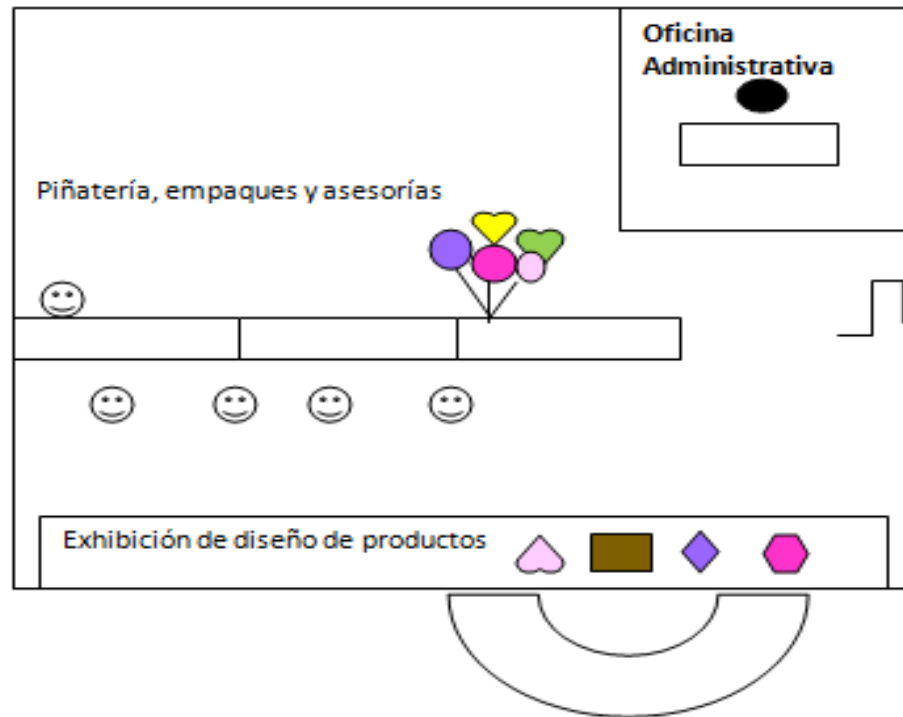 Oficina
Administrativa
Piñatería, empaques y asesorías
Exhibición de diseño de productos